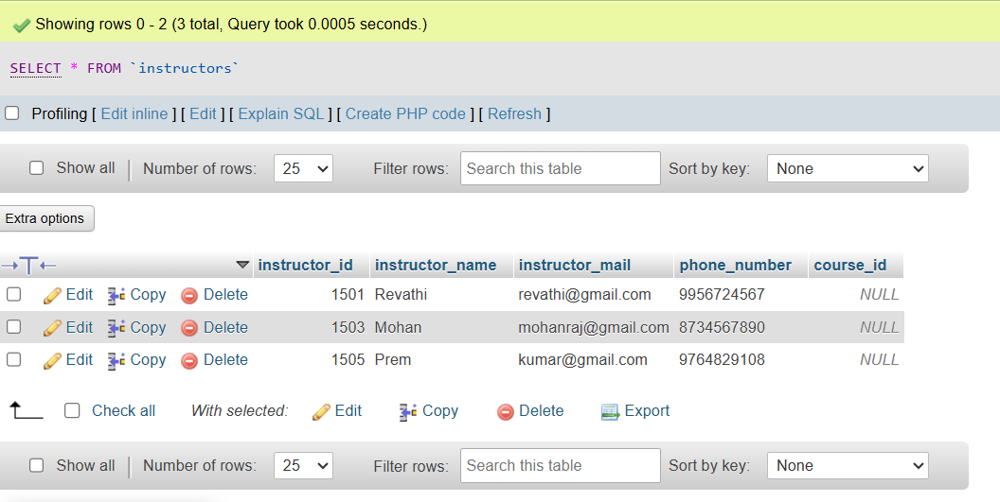 Showing rows 0 - 2 (3 total, Query took 0.0005 seconds.)
SELECT * FROM `instructors`
Profiling [ Edit inline ] [ Edit ] [ Explain SQL ] [ Create PHP code ] [ Refresh ]
Show all Number of rows: 25 Filter rows: Search this table Sort by key: None
Extra options
instructor_id instructor_name instructor_mail phone_number course_id
Edit Copy Delete 1501 Revathi revathi@gmail.com 9956724567 NULL
Edit Copy Delete 1503 Mohan mohanraj@gmail.com 8734567890 NULL
Edit Copy Delete 1505 Prem kumar@gmail.com 9764829108 NULL
Check all With selected: Edit Copy Delete Export
Show all Number of rows: 25 Filter rows: Search this table Sort by key: None